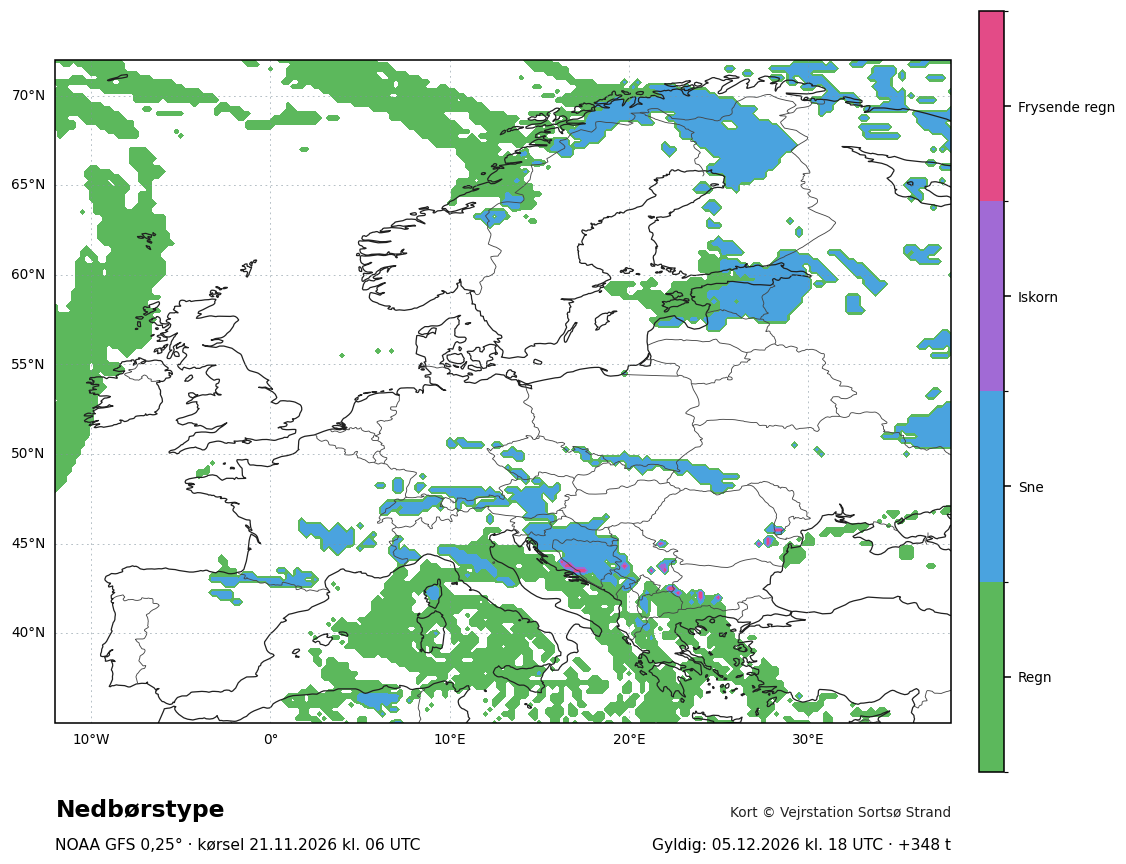 Frysende regn
Iskorn
Sne
Regn
70°N
65°N
60°N
55°N
50°N
45°N
40°N
10°W 0° 10°E 20°E 30°E
Nedbørstype
Kort © Vejrstation Sortsø Strand
NOAA GFS 0,25° · kørsel 21.11.2026 kl. 06 UTC
Gyldig: 05.12.2026 kl. 18 UTC · +348 t